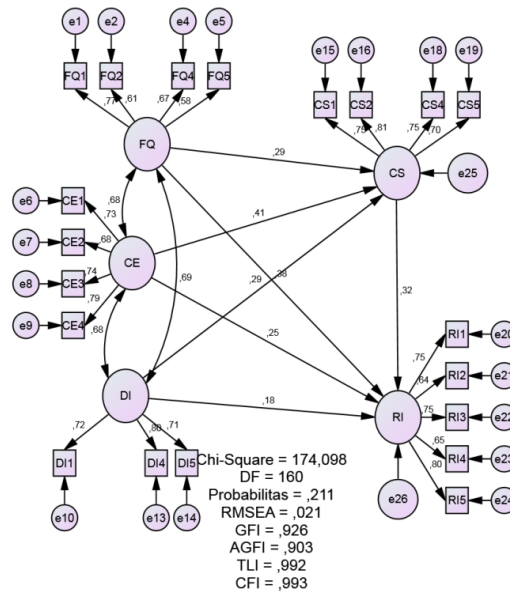 e1
e2
e4
e5
FQ1
FQ2
FQ4
FQ5
,77
,61
,67
,58
FQ
e15
e16
e18
e19
CS1
CS2
CS4
CS5
,79
,81
,75
,70
CS
e25
,29
,68
e6
CE1
,73
e7
CE2
,68
e8
CE3
,74
e9
CE4
,79
CE
,41
,69
,29
,38
,25
,32
,68
DI
,18
,72
,80
,71
DI1
DI4
DI5
e10
e13
e14
RI
e26
RI1
e20
,75
RI2
e21
,64
RI3
e22
,75
RI4
e23
,65
RI5
e24
,80
Chi-Square = 174,098
DF = 160
Probabilitas = ,211
RMSEA = ,021
GFI = ,926
AGFI = ,903
TLI = ,992
CFI = ,993